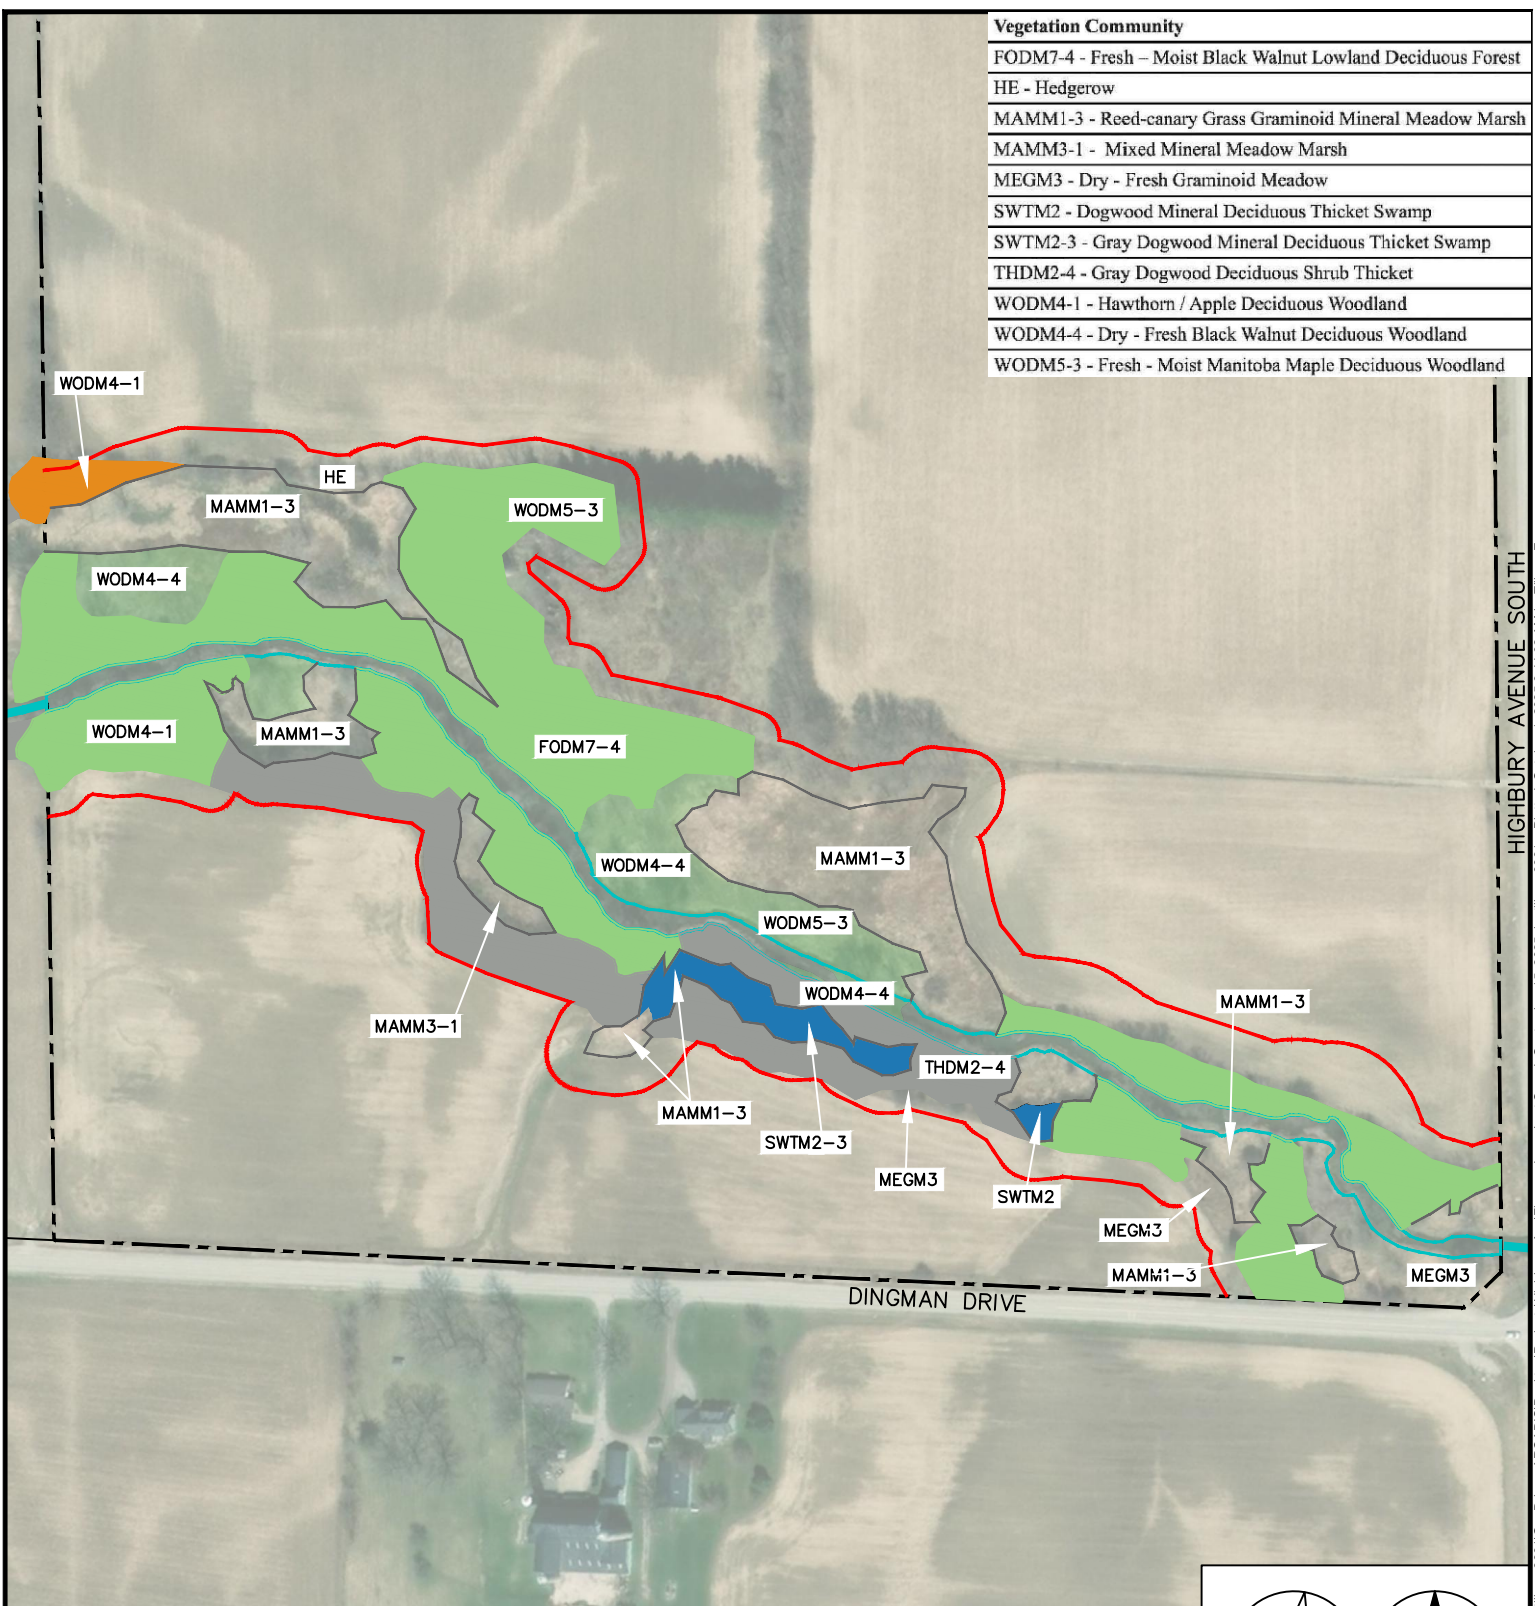 Vegetation Community
FODM7-4 - Fresh – Moist Black Walnut Lowland Deciduous Forest
HE - Hedgerow
MAMM1-3 - Reed-canary Grass Graminoid Mineral Meadow Marsh
MAMM3-1 - Mixed Mineral Meadow Marsh
MEGM3 - Dry - Fresh Graminoid Meadow
SWTM2 - Dogwood Mineral Deciduous Thicket Swamp
SWTM2-3 - Gray Dogwood Mineral Deciduous Thicket Swamp
THDM2-4 - Gray Dogwood Deciduous Shrub Thicket
WODM4-1 - Hawthorn / Apple Deciduous Woodland
WODM4-4 - Dry - Fresh Black Walnut Deciduous Woodland
WODM5-3 - Fresh - Moist Manitoba Maple Deciduous Woodland
WODM4-1
HE
MAMM1-3
WODM5-3
WODM4-4
WODM4-1
MAMM1-3
FODM7-4
HIGHBURY AVENUE SOUTH
WODM4-4
MAMM1-3
WODM5-3
WODM4-4
MAMM1-3
MAMM3-1
THDM2-4
MAMM1-3
SWTM2-3
MEGM3
SWTM2
MEGM3
MAMM1-3
MEGM3
DINGMAN DRIVE